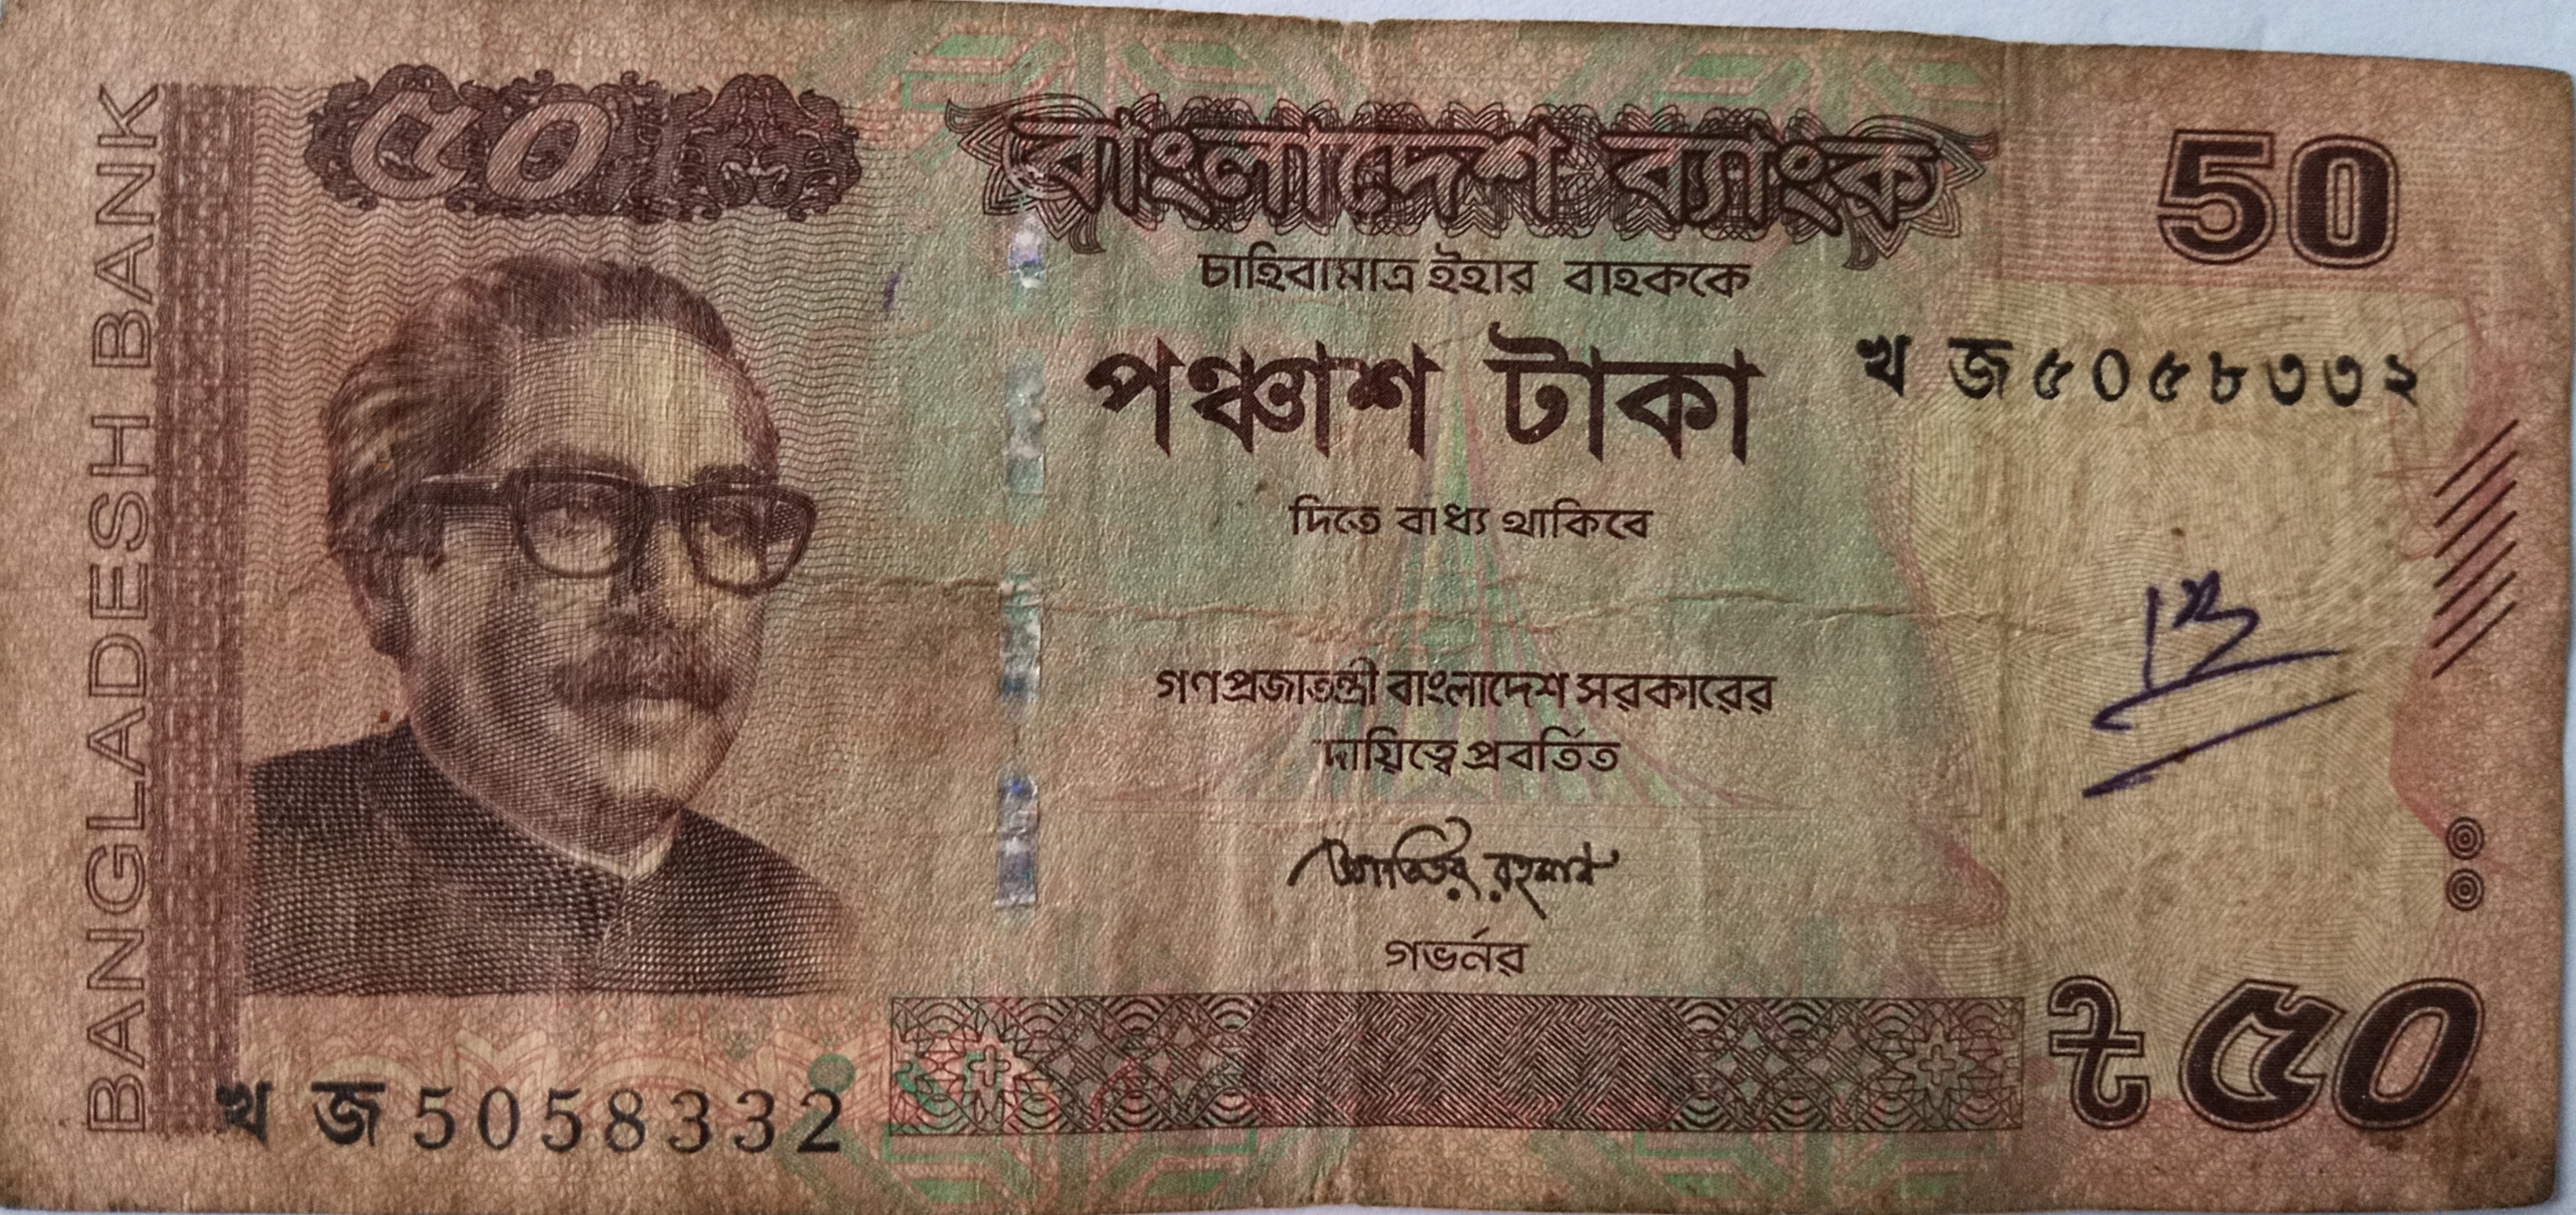 BANGLADESH BANK
৫০
বাংলাদেশ ব্যাংক
50
চাহিবামাত্র ইহার বাহককে
পঞ্চাশ টাকা
খ জ ৫০৫৮৩৩২
দিতে বাধ্য থাকিবে
গণপ্রজাতন্ত্রী বাংলাদেশ সরকারের
দায়িত্বে প্রবর্তিত
আতিউর রহমান
গভর্নর
৳ ৫০
খ জ 5058332